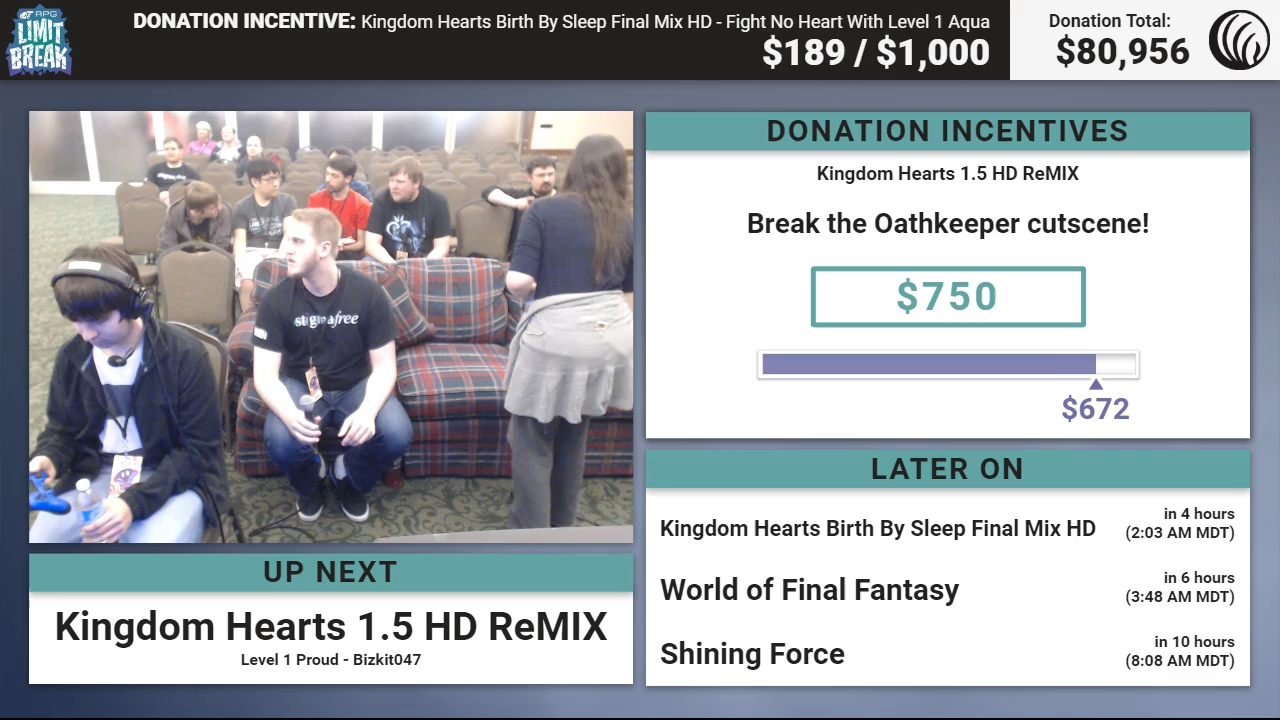 RPG
LIMIT
BREAK
DONATION INCENTIVE: Kingdom Hearts Birth By Sleep Final Mix HD - Fight No Heart With Level 1 Aqua
$189 / $1,000
Donation Total:
$80,956
DONATION INCENTIVES
Kingdom Hearts 1.5 HD ReMIX
Break the Oathkeeper cutscene!
$750
$672
stigmafree
UP NEXT
Kingdom Hearts 1.5 HD ReMIX
Level 1 Proud - Bizkit047
LATER ON
Kingdom Hearts Birth By Sleep Final Mix HD
in 4 hours
(2:03 AM MDT)
World of Final Fantasy
in 6 hours
(3:48 AM MDT)
Shining Force
in 10 hours
(8:08 AM MDT)